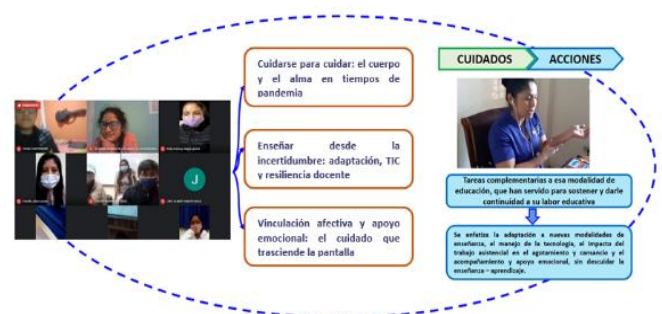 Cuidarse para cuidar: el cuerpo
y el alma en tiempos de
pandemia
Enseñar desde la
incertidumbre: adaptación, TIC
y resiliencia docente
Vinculación afectiva y apoyo
emocional: el cuidado que
trasciende la pantalla
J
CUIDADOS
ACCIONES
Tareas complementarias a esa modalidad de
educación, que han servido para sostener y darle
continuidad a su labor educativa
Se enfatiza la adaptación a nuevas modalidades de
enseñanza, el manejo de la tecnología, el impacto del
trabajo asistencial en el agotamiento y cansancio y el
acompañamiento y apoyo emocional, sin descuidar la
enseñanza – aprendizaje.